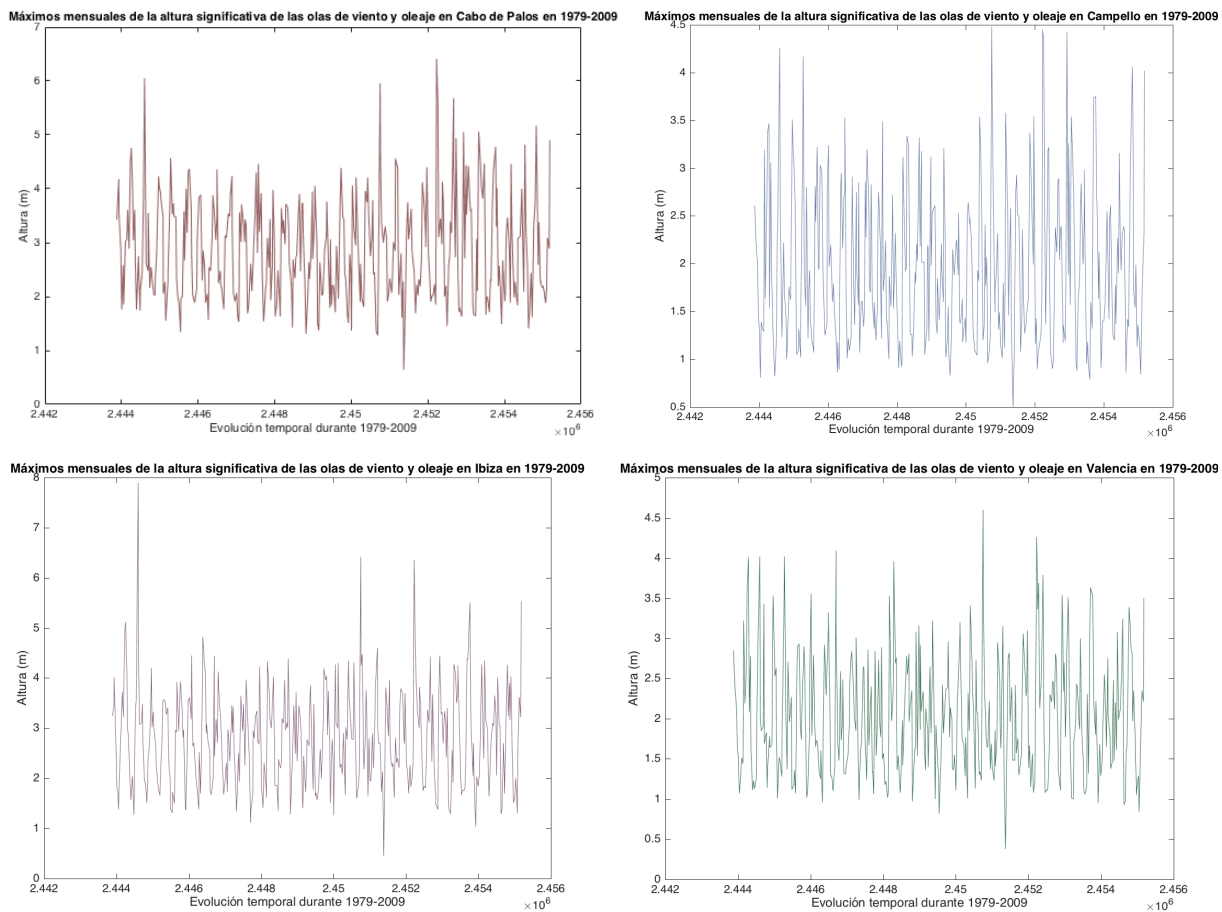 Máximos mensuales de la altura significativa de las olas de viento y oleaje en Cabo de Palos en 1979-2009
7
6
5
4
3
2
1
0
Altura (m)
2.442 2.444 2.446 2.448 2.45 2.452 2.454 2.456
Evolución temporal durante 1979-2009
×10^6
Máximos mensuales de la altura significativa de las olas de viento y oleaje en Campello en 1979-2009
4.5
4
3.5
3
2.5
2
1.5
1
0.5
Altura (m)
2.442 2.444 2.446 2.448 2.45 2.452 2.454 2.456
Evolución temporal durante 1979-2009
×10^6
Máximos mensuales de la altura significativa de las olas de viento y oleaje en Ibiza en 1979-2009
8
7
6
5
4
3
2
1
0
Altura (m)
2.442 2.444 2.446 2.448 2.45 2.452 2.454 2.456
Evolución temporal durante 1979-2009
×10^6
Máximos mensuales de la altura significativa de las olas de viento y oleaje en Valencia en 1979-2009
5
4.5
4
3.5
3
2.5
2
1.5
1
0.5
0
Altura (m)
2.442 2.444 2.446 2.448 2.45 2.452 2.454 2.456
Evolución temporal durante 1979-2009
×10^6